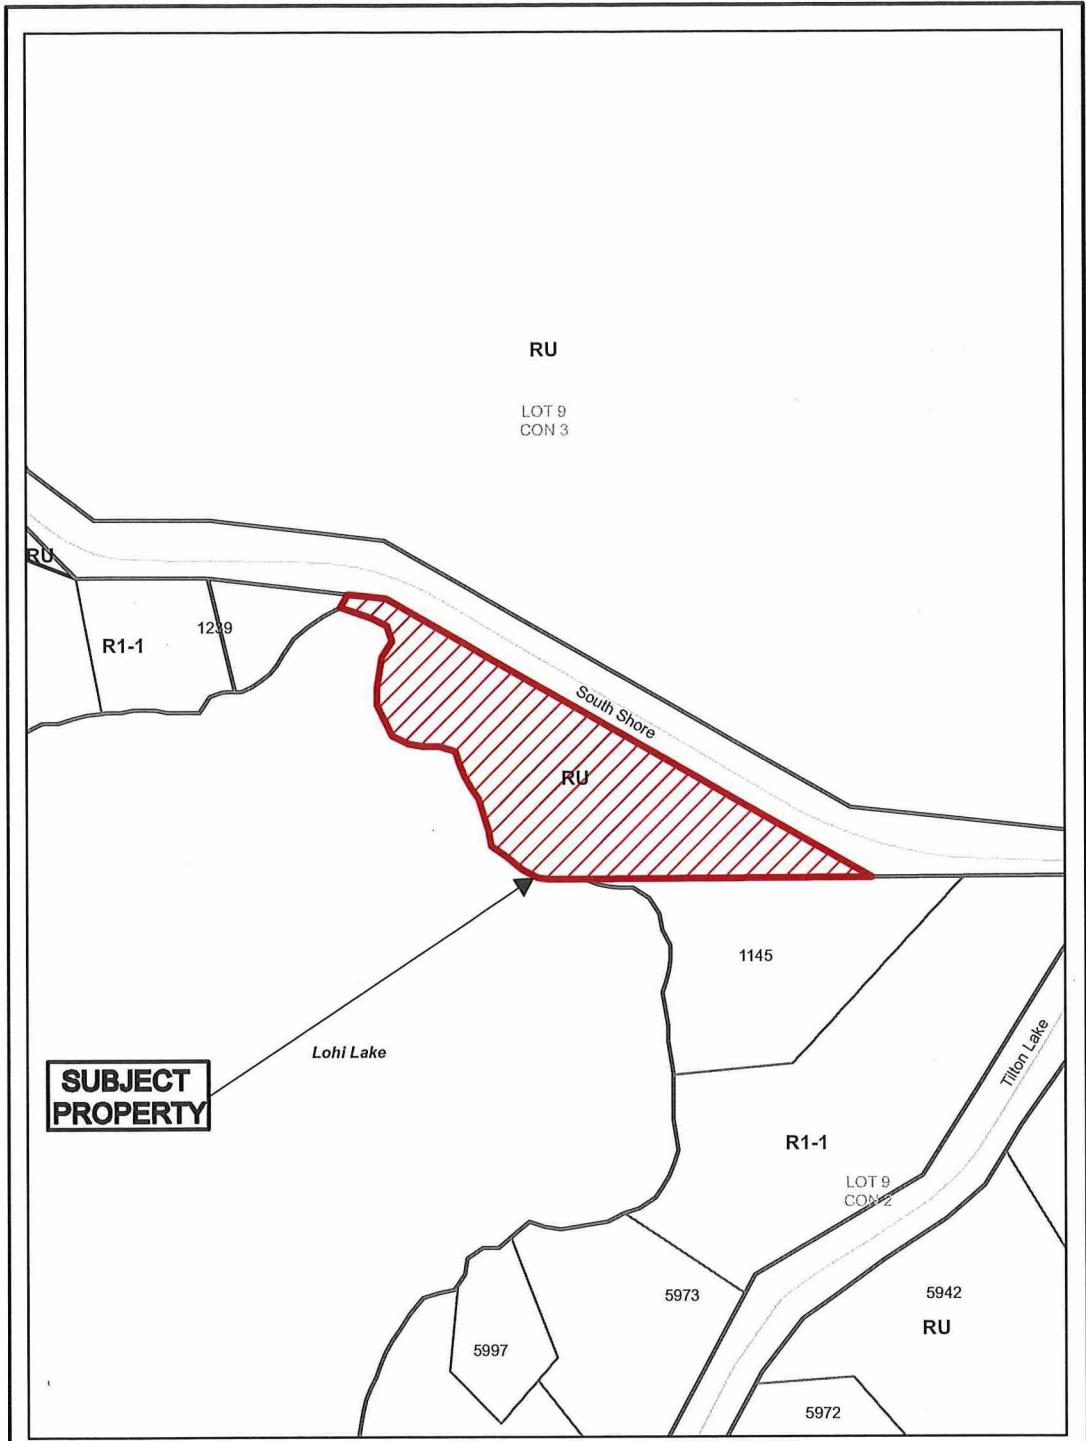 RU
LOT 9
CON 3
RU
R1-1
1239
South Shore
RU
1145
Lohi Lake
SUBJECT
PROPERTY
Tilton Lake
R1-1
LOT 9
CON 2
5973
5942
RU
5997
5972